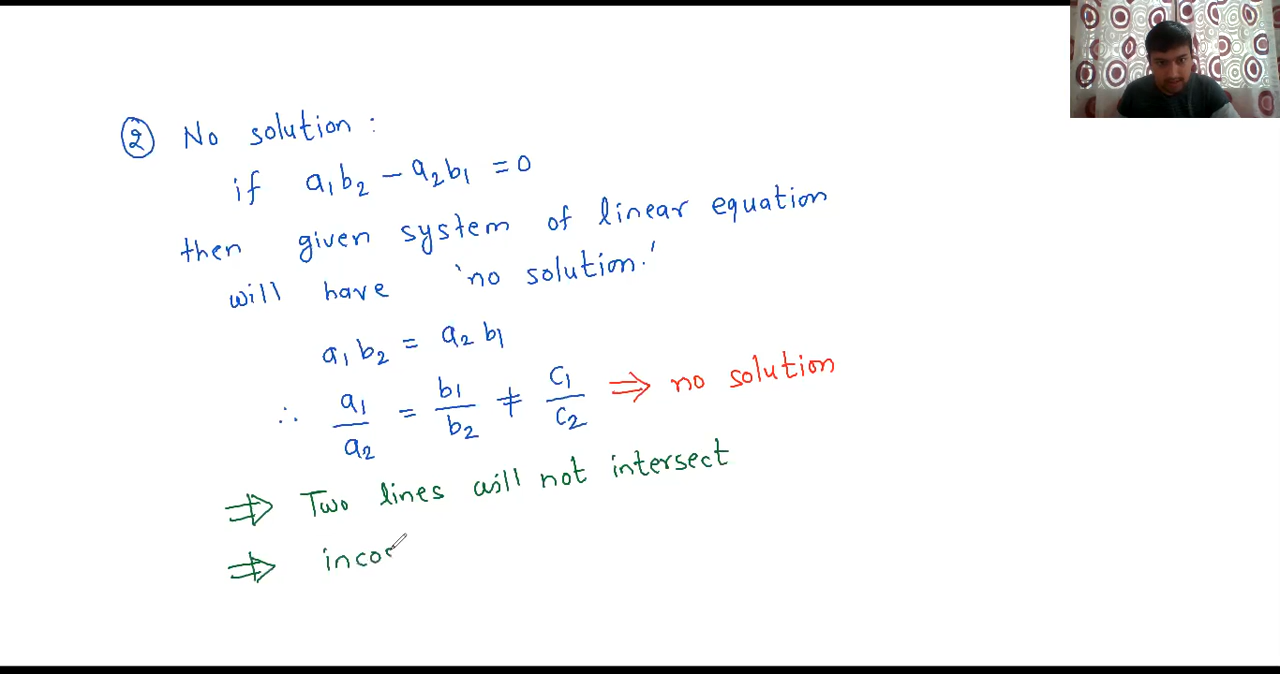 ② No solution :
if a₁b₂ − a₂b₁ = 0
then given system of linear equation
will have 'no solution.'
a₁b₂ = a₂b₁
∴ a₁/a₂ = b₁/b₂ ≠ c₁/c₂ ⇒ no solution
⇒ Two lines will not intersect
⇒ inco